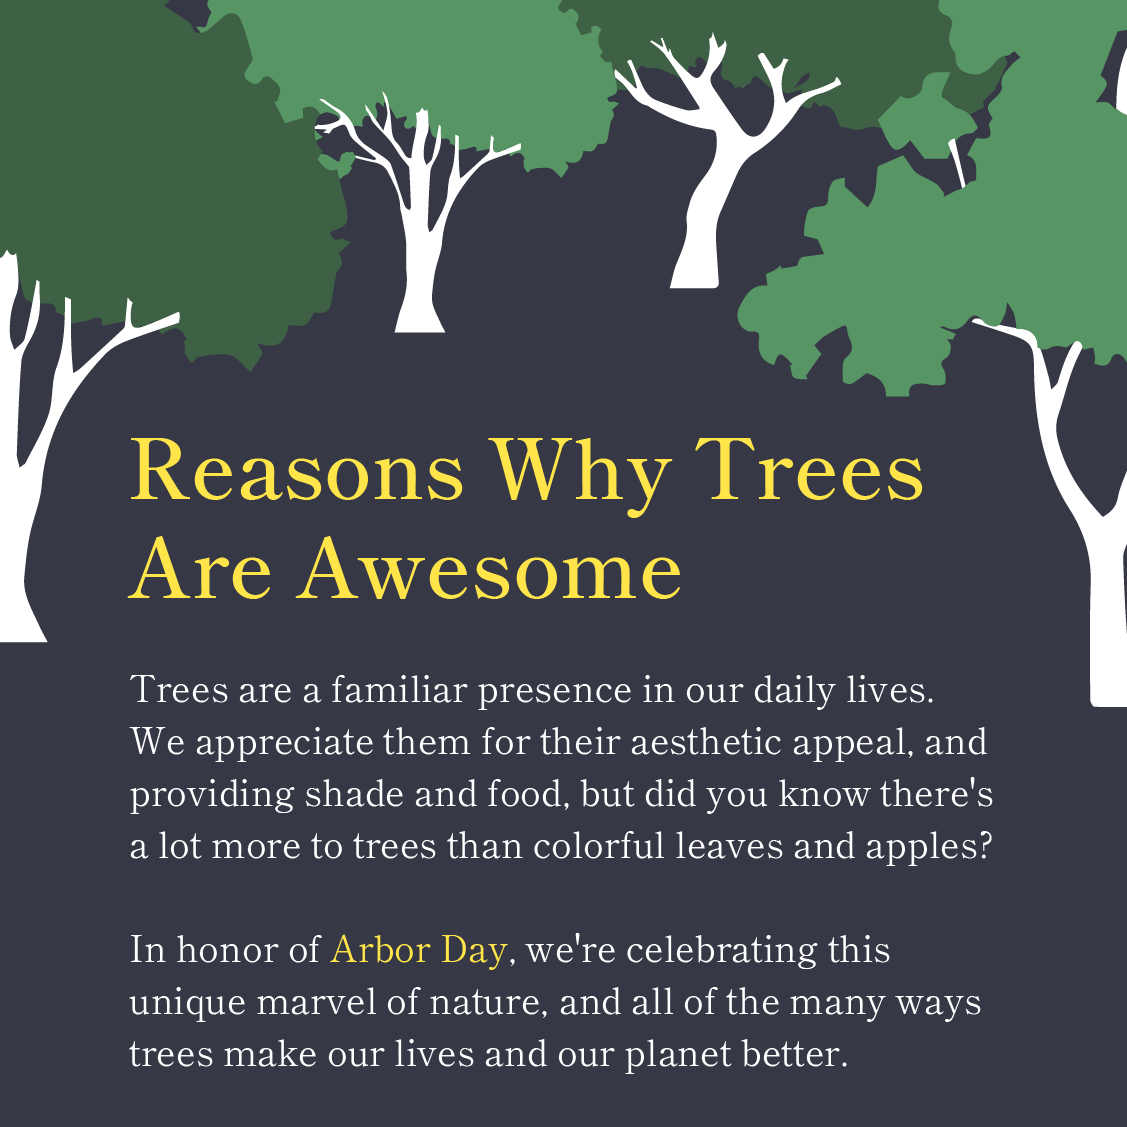 Reasons Why Trees
Are Awesome
Trees are a familiar presence in our daily lives.
We appreciate them for their aesthetic appeal, and
providing shade and food, but did you know there's
a lot more to trees than colorful leaves and apples?
In honor of Arbor Day, we're celebrating this
unique marvel of nature, and all of the many ways
trees make our lives and our planet better.